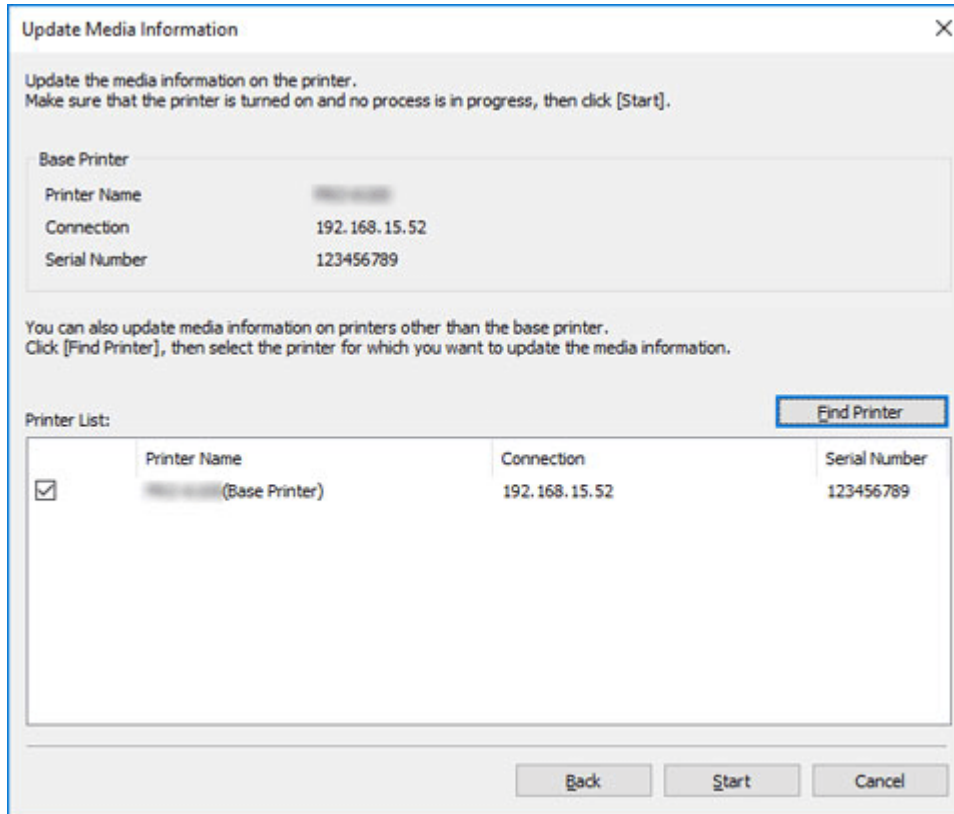 Update Media Information
Update the media information on the printer.
Make sure that the printer is turned on and no process is in progress, then click [Start].
Base Printer
Printer Name
Connection 192.168.15.52
Serial Number 123456789
You can also update media information on printers other than the base printer.
Click [Find Printer], then select the printer for which you want to update the media information.
Find Printer
Printer List:
Printer Name Connection Serial Number
(Base Printer) 192.168.15.52 123456789
Back Start Cancel